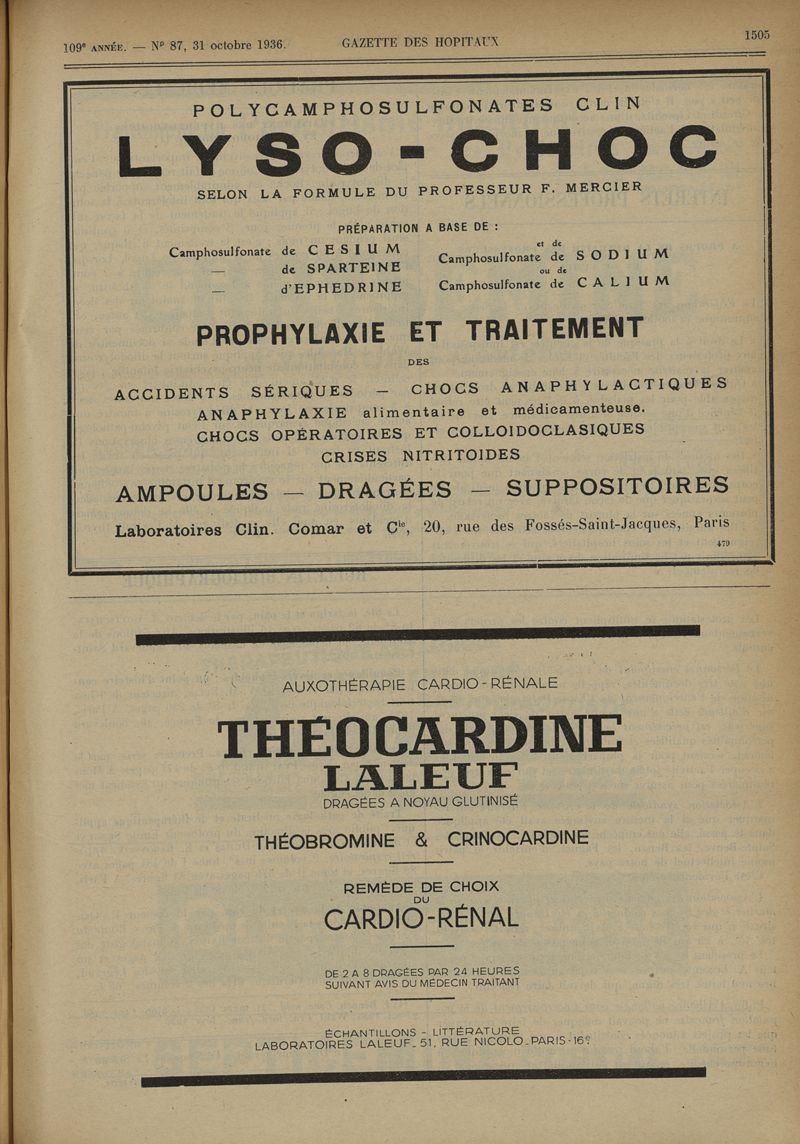 109e ANNÉE. — No 87, 31 octobre 1936. GAZETTE DES HOPITAUX 1505
POLYCAMPHOSULFONATES CLIN
LYSO-CHOC
SELON LA FORMULE DU PROFESSEUR F. MERCIER
PRÉPARATION A BASE DE :
Camphosulfonate de CESIUM
— de SPARTEINE
— d'EPHEDRINE
et de
Camphosulfonate de SODIUM
ou de
Camphosulfonate de CALIUM
PROPHYLAXIE ET TRAITEMENT
DES
ACCIDENTS SÉRIQUES — CHOCS ANAPHYLACTIQUES
ANAPHYLAXIE alimentaire et médicamenteuse.
CHOCS OPÉRATOIRES ET COLLOIDOCLASIQUES
CRISES NITRITOIDES
AMPOULES — DRAGÉES — SUPPOSITOIRES
Laboratoires Clin. Comar et Cie, 20, rue des Fossés-Saint-Jacques, Paris
479
AUXOTHÉRAPIE CARDIO-RÉNALE
THÉOCARDINE
LALEUF
DRAGÉES A NOYAU GLUTINISÉ
THÉOBROMINE & CRINOCARDINE
REMÈDE DE CHOIX
DU
CARDIO-RÉNAL
DE 2 A 8 DRAGÉES PAR 24 HEURES
SUIVANT AVIS DU MÉDECIN TRAITANT
ÉCHANTILLONS - LITTÉRATURE
LABORATOIRES LALEUF_ 51, RUE NICOLO_PARIS-16e